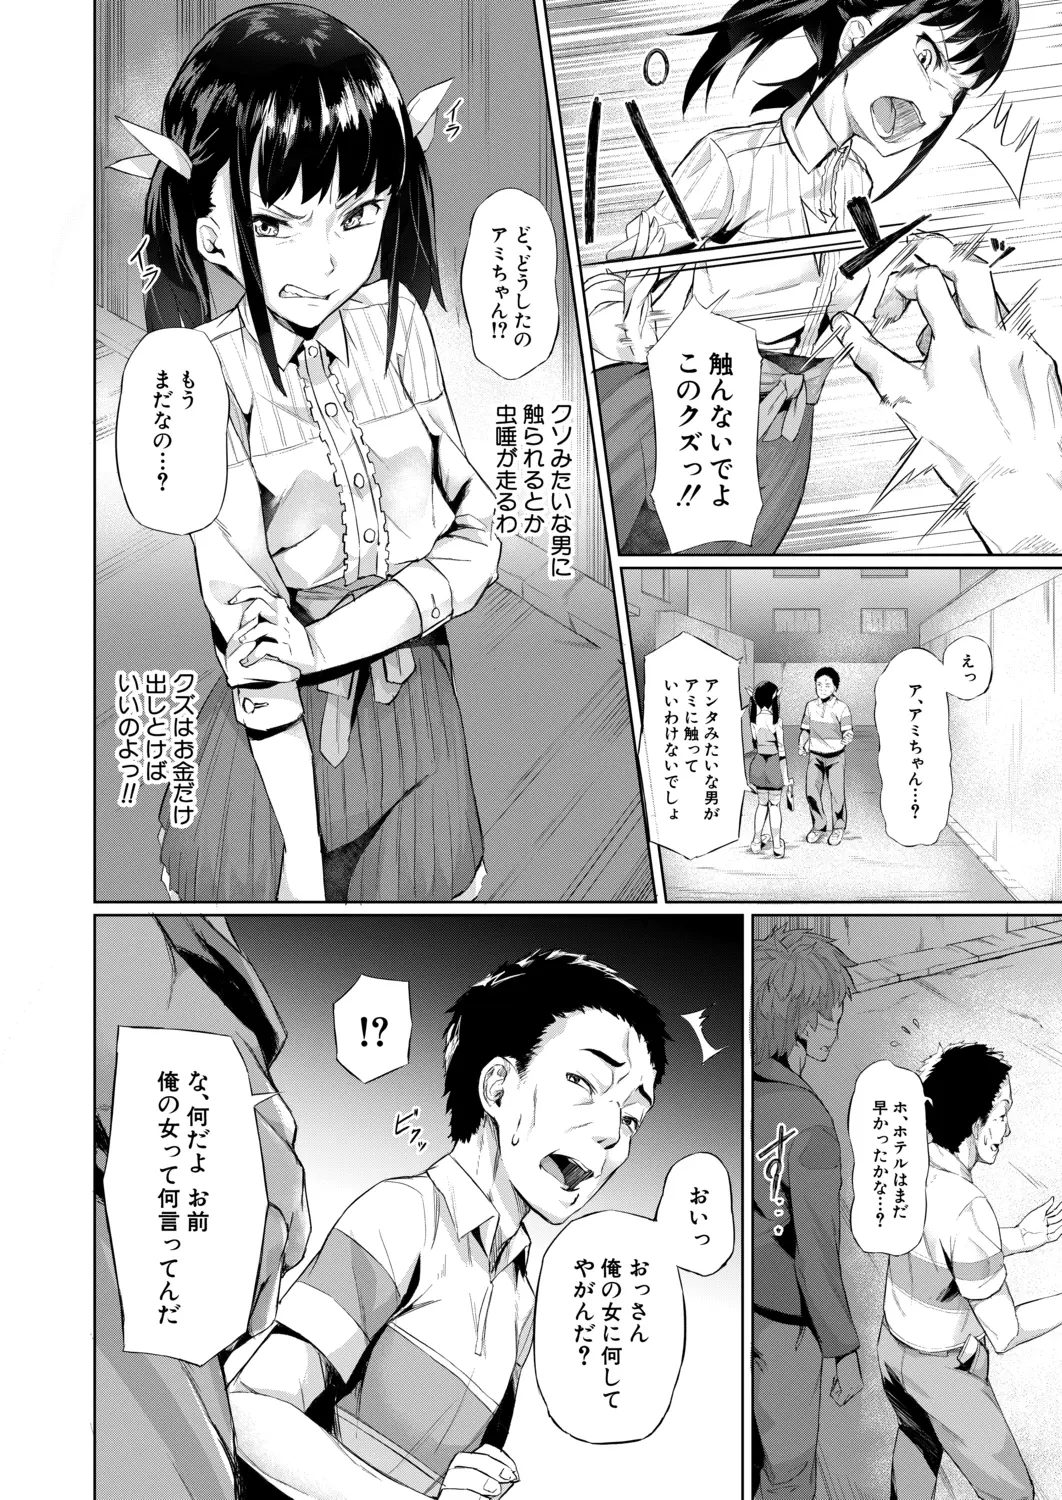 触んないでよ
このクズっ!!
えっ
ア、アミちゃん…?
アンタみたいな男が
アミに触って
いいわけないでしょ
ど、どうしたの
アミちゃん!?
クソみたいな男に
触られるとか
虫唾が走るわ
イラ
イラ
もう
まだなの…?
クズはお金だけ
出しとけば
いいのよっ!!
ホ、ホテルはまだ
早かったかな…?
おいっ
おっさん
俺の女に何して
やがんだ?
ビクッ
!?
な、何だよ お前
俺の女って何言ってんだ